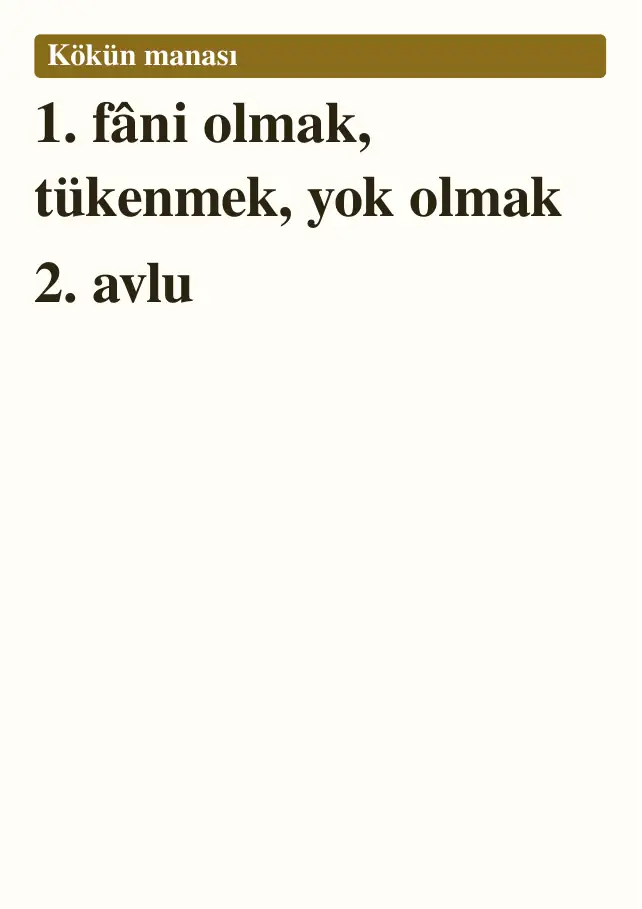 Kökün manası
1. fâni olmak,
tükenmek, yok olmak
2. avlu